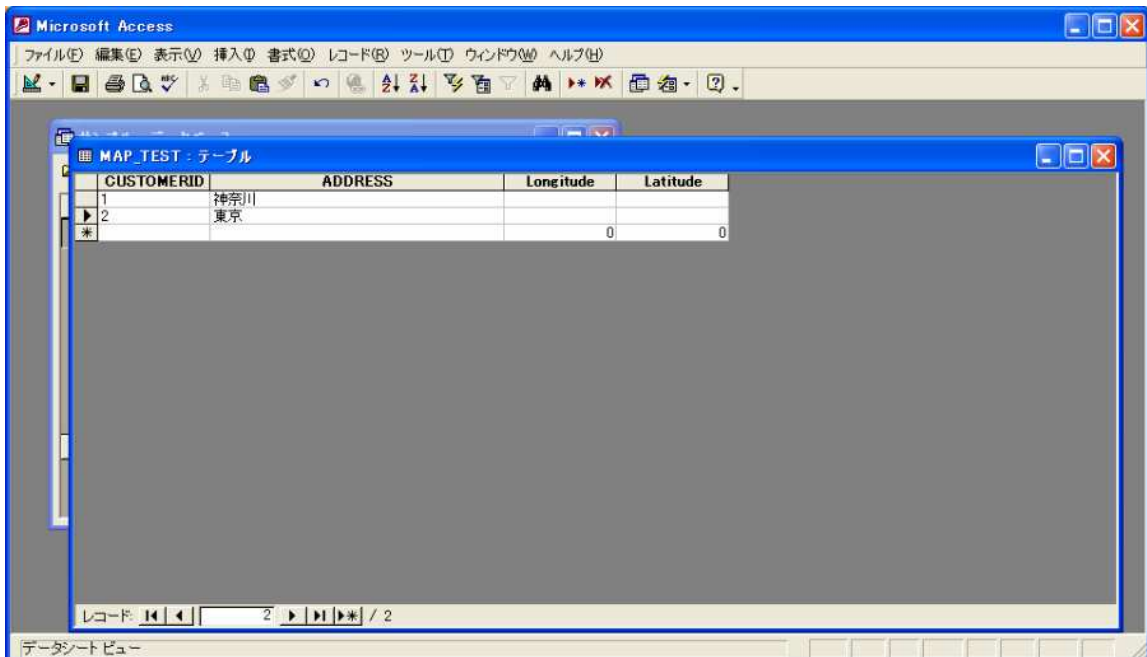 Microsoft Access
ファイル(F) 編集(E) 表示(V) 挿入(I) 書式(O) レコード(R) ツール(T) ウィンドウ(W) ヘルプ(H)
MAP_TEST : テーブル
CUSTOMERID ADDRESS Longitude Latitude
1 神奈川
2 東京
0 0
レコード: 2 / 2
データシート ビュー